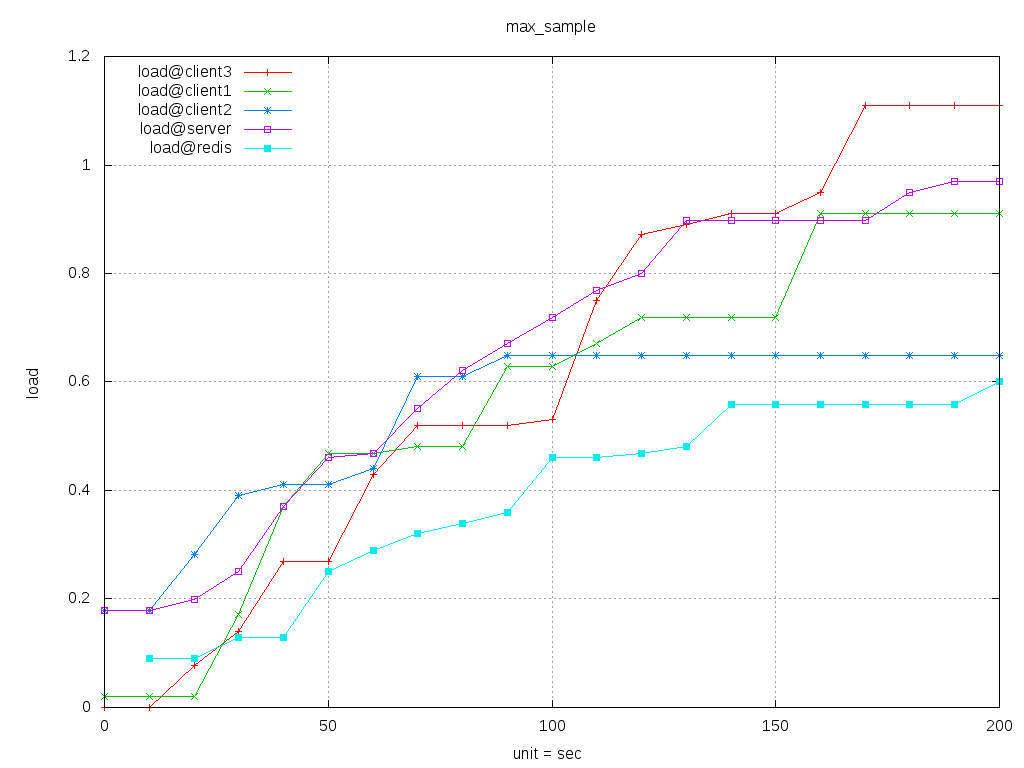 max_sample
1.2
1
0.8
0.6
0.4
0.2
0
load
load@client3
load@client1
load@client2
load@server
load@redis
0 50 100 150 200
unit = sec